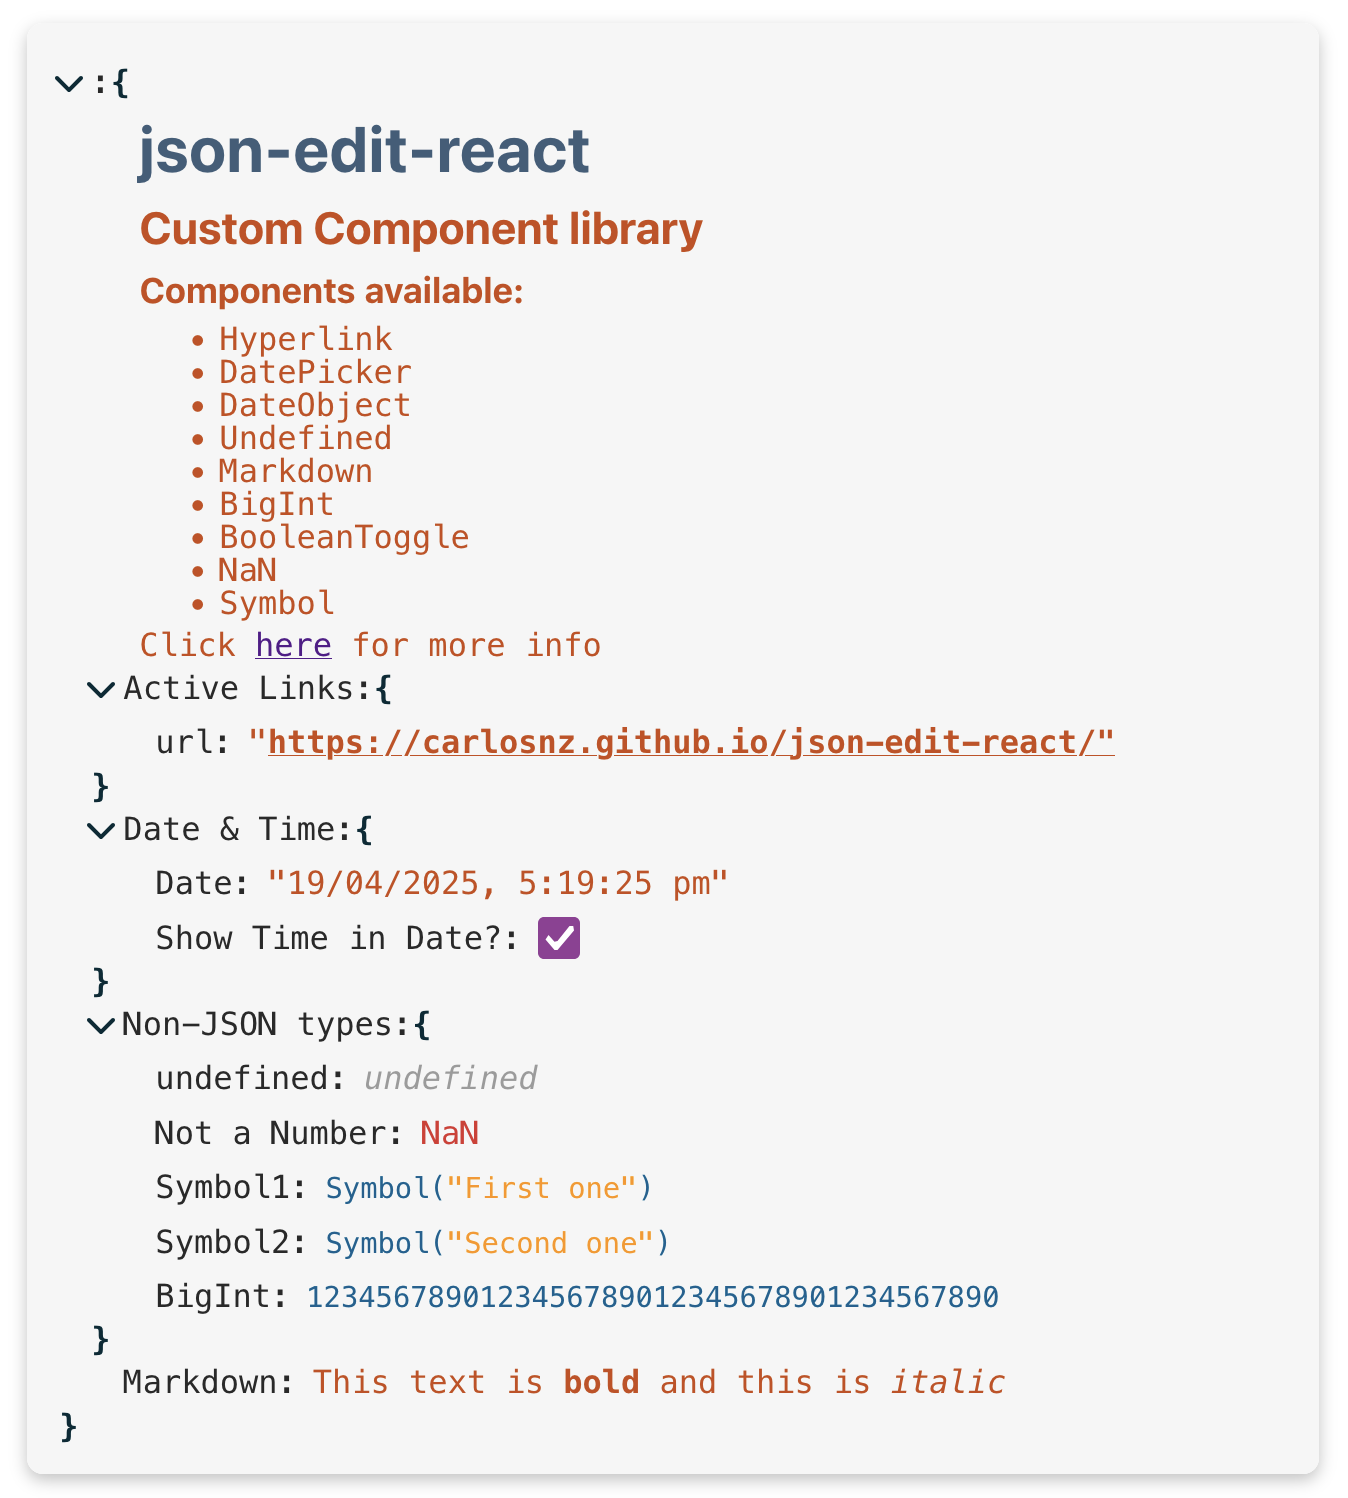 :{
json-edit-react
Custom Component library
Components available:
• Hyperlink
• DatePicker
• DateObject
• Undefined
• Markdown
• BigInt
• BooleanToggle
• NaN
• Symbol
Click here for more info
Active Links:{
url: "https://carlosnz.github.io/json-edit-react/"
}
Date & Time:{
Date: "19/04/2025, 5:19:25 pm"
Show Time in Date?:
}
Non-JSON types:{
undefined: undefined
Not a Number: NaN
Symbol1: Symbol("First one")
Symbol2: Symbol("Second one")
BigInt: 1234567890123456789012345678901234567890
}
Markdown: This text is bold and this is italic
}